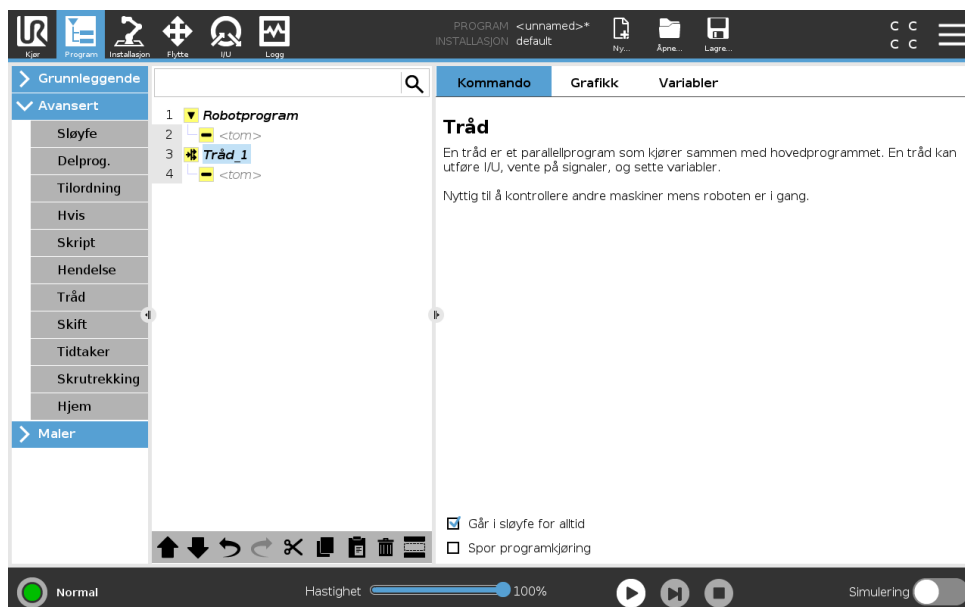 UR
Kjør
Program
Installasjon
Flytte
I/U
Logg
PROGRAM <unnamed>*
INSTALLASJON default
Ny...
Åpne...
Lagre...
C C
C C
Grunnleggende
Avansert
Sløyfe
Delprog.
Tilordning
Hvis
Skript
Hendelse
Tråd
Skift
Tidtaker
Skrutrekking
Hjem
Maler
1 Robotprogram
2 <tom>
3 Tråd_1
4 <tom>
Kommando Grafikk Variabler
Tråd
En tråd er et parallellprogram som kjører sammen med hovedprogrammet. En tråd kan
utføre I/U, vente på signaler, og sette variabler.
Nyttig til å kontrollere andre maskiner mens roboten er i gang.
Går i sløyfe for alltid
Spor programkjøring
Normal
Hastighet 100%
Simulering